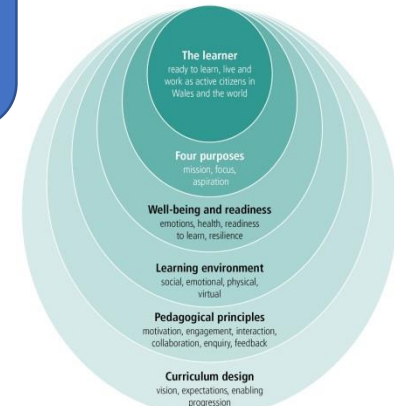 The learner
ready to learn, live and
work as active citizens in
Wales and the world
Four purposes
mission, focus,
aspiration
Well-being and readiness
emotions, health, readiness
to learn, resilience
Learning environment
social, emotional, physical,
virtual
Pedagogical principles
motivation, engagement, interaction,
collaboration, enquiry, feedback
Curriculum design
vision, expectations, enabling
progression